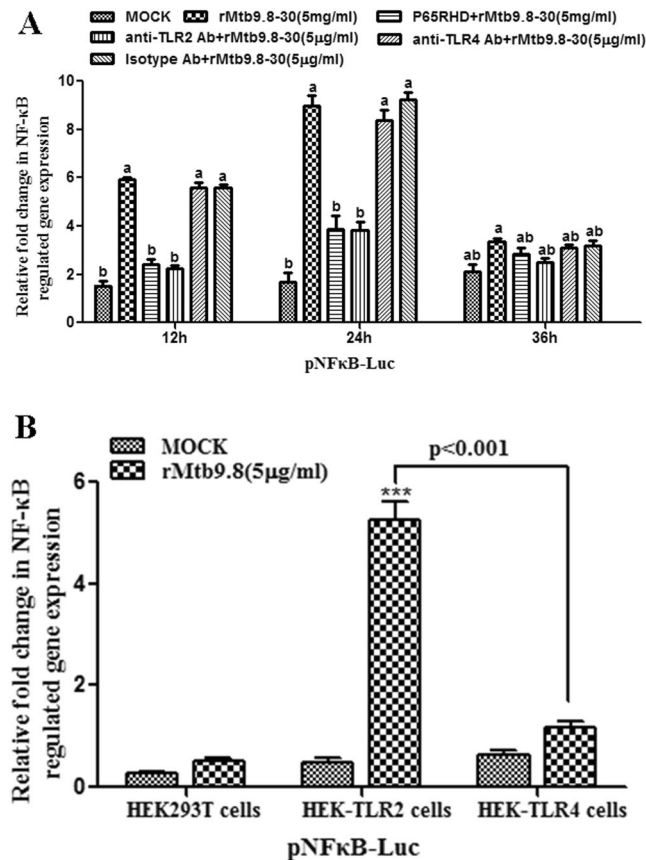 A
MOCK rMtb9.8-30(5mg/ml) P65RHD+rMtb9.8-30(5mg/ml)
anti-TLR2 Ab+rMtb9.8-30(5μg/ml) anti-TLR4 Ab+rMtb9.8-30(5μg/ml)
Isotype Ab+rMtb9.8-30(5μg/ml)
Relative fold change in NF-κB
regulated gene expression
10
8
6
4
2
0
b a b b a a
b a b b a a
ab a ab ab ab ab
12h 24h 36h
pNFκB-Luc
B
MOCK
rMtb9.8(5μg/ml)
p<0.001
***
Relative fold change in NF-κB
regulated gene expression
6
4
2
0
HEK293T cells HEK-TLR2 cells HEK-TLR4 cells
pNFκB-Luc